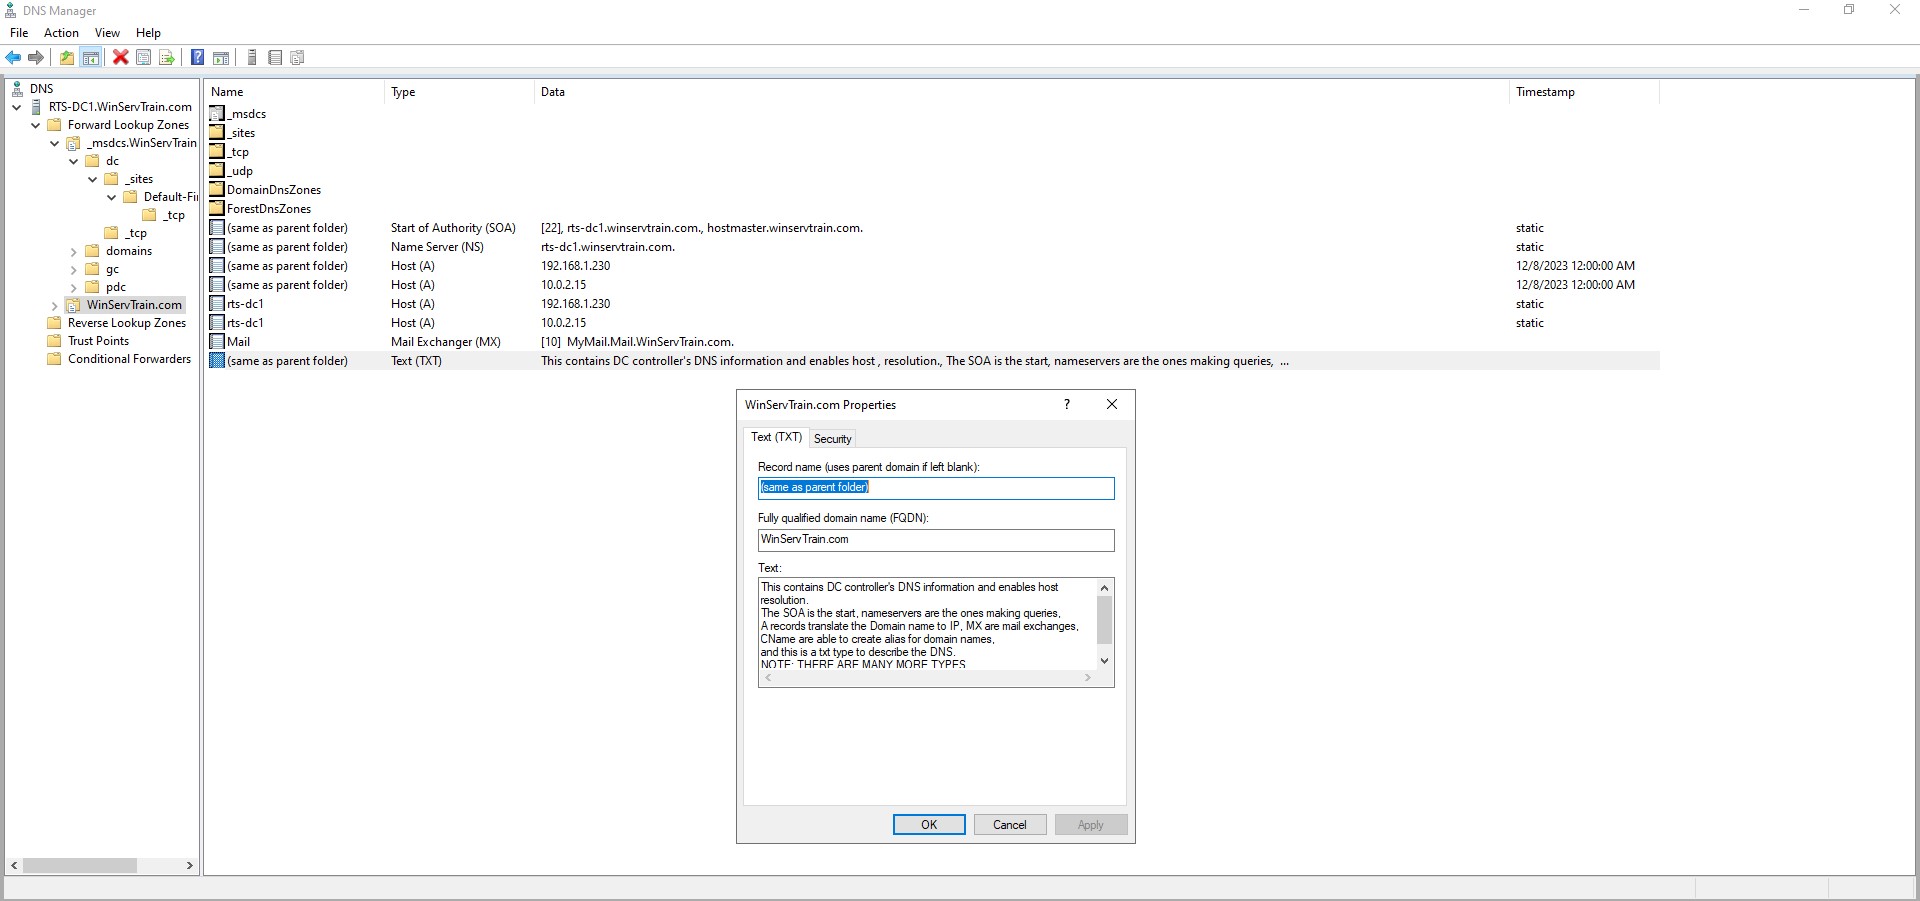 DNS Manager
File Action View Help
DNS
RTS-DC1.WinServTrain.com
Forward Lookup Zones
_msdcs.WinServTrain
dc
_sites
Default-Fi
_tcp
_tcp
domains
gc
pdc
WinServTrain.com
Reverse Lookup Zones
Trust Points
Conditional Forwarders
Name Type Data Timestamp
_msdcs
_sites
_tcp
_udp
DomainDnsZones
ForestDnsZones
(same as parent folder) Start of Authority (SOA) [22], rts-dc1.winservtrain.com., hostmaster.winservtrain.com. static
(same as parent folder) Name Server (NS) rts-dc1.winservtrain.com. static
(same as parent folder) Host (A) 192.168.1.230 12/8/2023 12:00:00 AM
(same as parent folder) Host (A) 10.0.2.15 12/8/2023 12:00:00 AM
rts-dc1 Host (A) 192.168.1.230 static
rts-dc1 Host (A) 10.0.2.15 static
Mail Mail Exchanger (MX) [10] MyMail.Mail.WinServTrain.com.
(same as parent folder) Text (TXT) This contains DC controller's DNS information and enables host , resolution., The SOA is the start, nameservers are the ones making queries, ...
WinServTrain.com Properties ?
Text (TXT) Security
Record name (uses parent domain if left blank):
(same as parent folder)
Fully qualified domain name (FQDN):
WinServTrain.com
Text:
This contains DC controller's DNS information and enables host
resolution.
The SOA is the start, nameservers are the ones making queries,
A records translate the Domain name to IP, MX are mail exchanges,
CName are able to create alias for domain names,
and this is a txt type to describe the DNS.
NOTE: THERE ARE MANY MORE TYPES
OK Cancel Apply